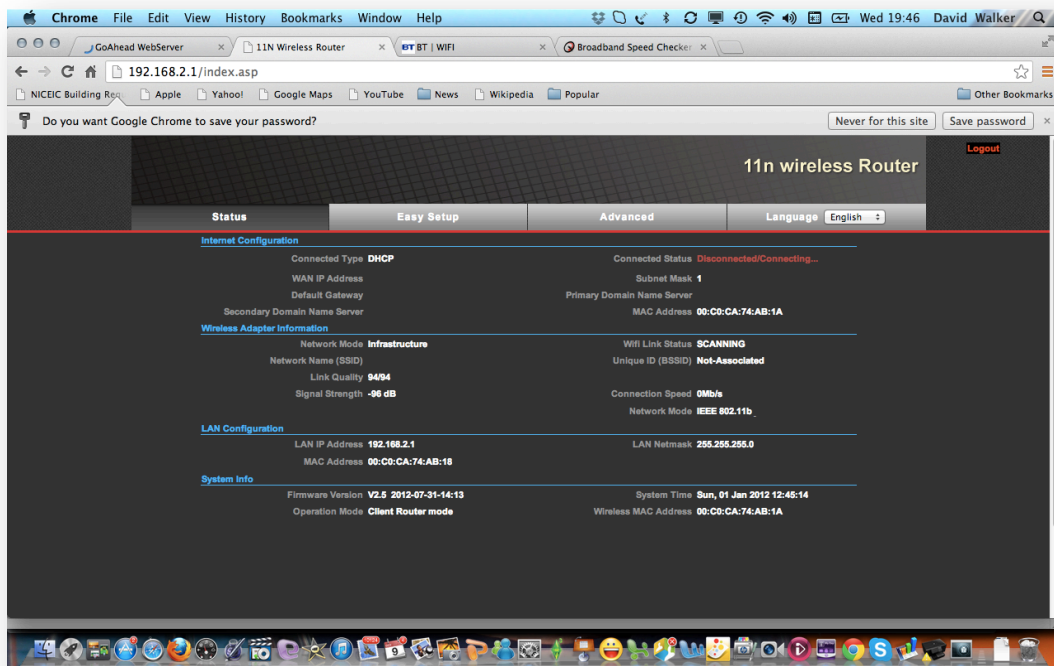 Chrome File Edit View History Bookmarks Window Help Wed 19:46 David Walker
GoAhead WebServer 11N Wireless Router BT BT | WIFI Broadband Speed Checker
192.168.2.1/index.asp
NICEIC Building Reg Apple Yahoo! Google Maps YouTube News Wikipedia Popular Other Bookmarks
Do you want Google Chrome to save your password? Never for this site Save password
Logout
11n wireless Router
Status Easy Setup Advanced Language English
Internet Configuration
Connected Type DHCP Connected Status Disconnected/Connecting...
WAN IP Address Subnet Mask 1
Default Gateway Primary Domain Name Server
Secondary Domain Name Server MAC Address 00:C0:CA:74:AB:1A
Wireless Adapter Information
Network Mode Infrastructure Wifi Link Status SCANNING
Network Name (SSID) Unique ID (BSSID) Not-Associated
Link Quality 94/94
Signal Strength -96 dB Connection Speed 0Mb/s
Network Mode IEEE 802.11b
LAN Configuration
LAN IP Address 192.168.2.1 LAN Netmask 255.255.255.0
MAC Address 00:C0:CA:74:AB:18
System Info
Firmware Version V2.5 2012-07-31-14:13 System Time Sun, 01 Jan 2012 12:45:14
Operation Mode Client Router mode Wireless MAC Address 00:C0:CA:74:AB:1A